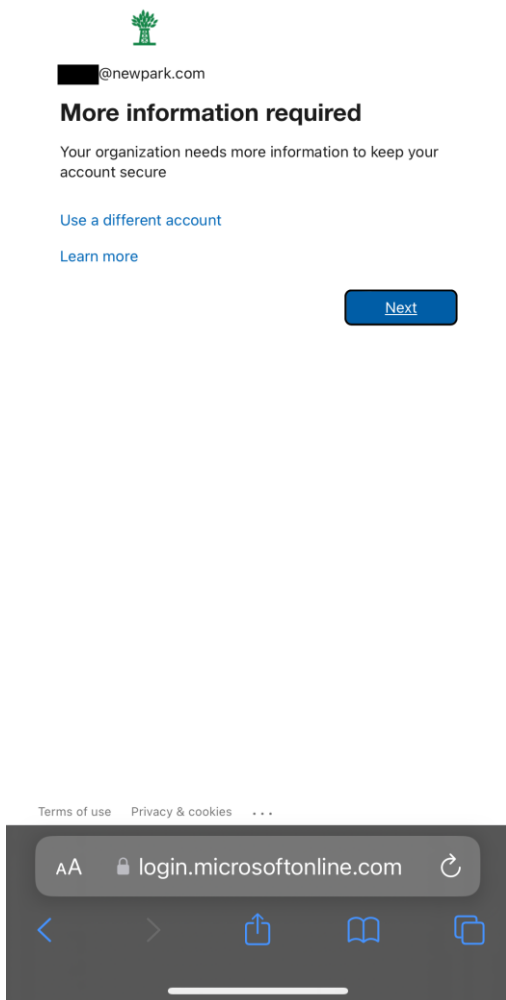 @newpark.com
More information required
Your organization needs more information to keep your
account secure
Use a different account
Learn more
Next
Terms of use Privacy & cookies ...
AA login.microsoftonline.com